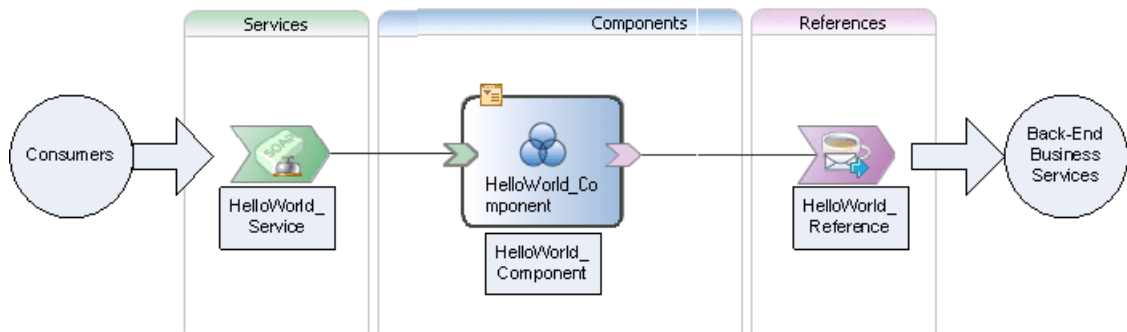 Services
Components
References
Consumers
SOAP
HelloWorld_
Service
HelloWorld_Co
mponent
HelloWorld_
Component
HelloWorld_
Reference
Back-End
Business
Services